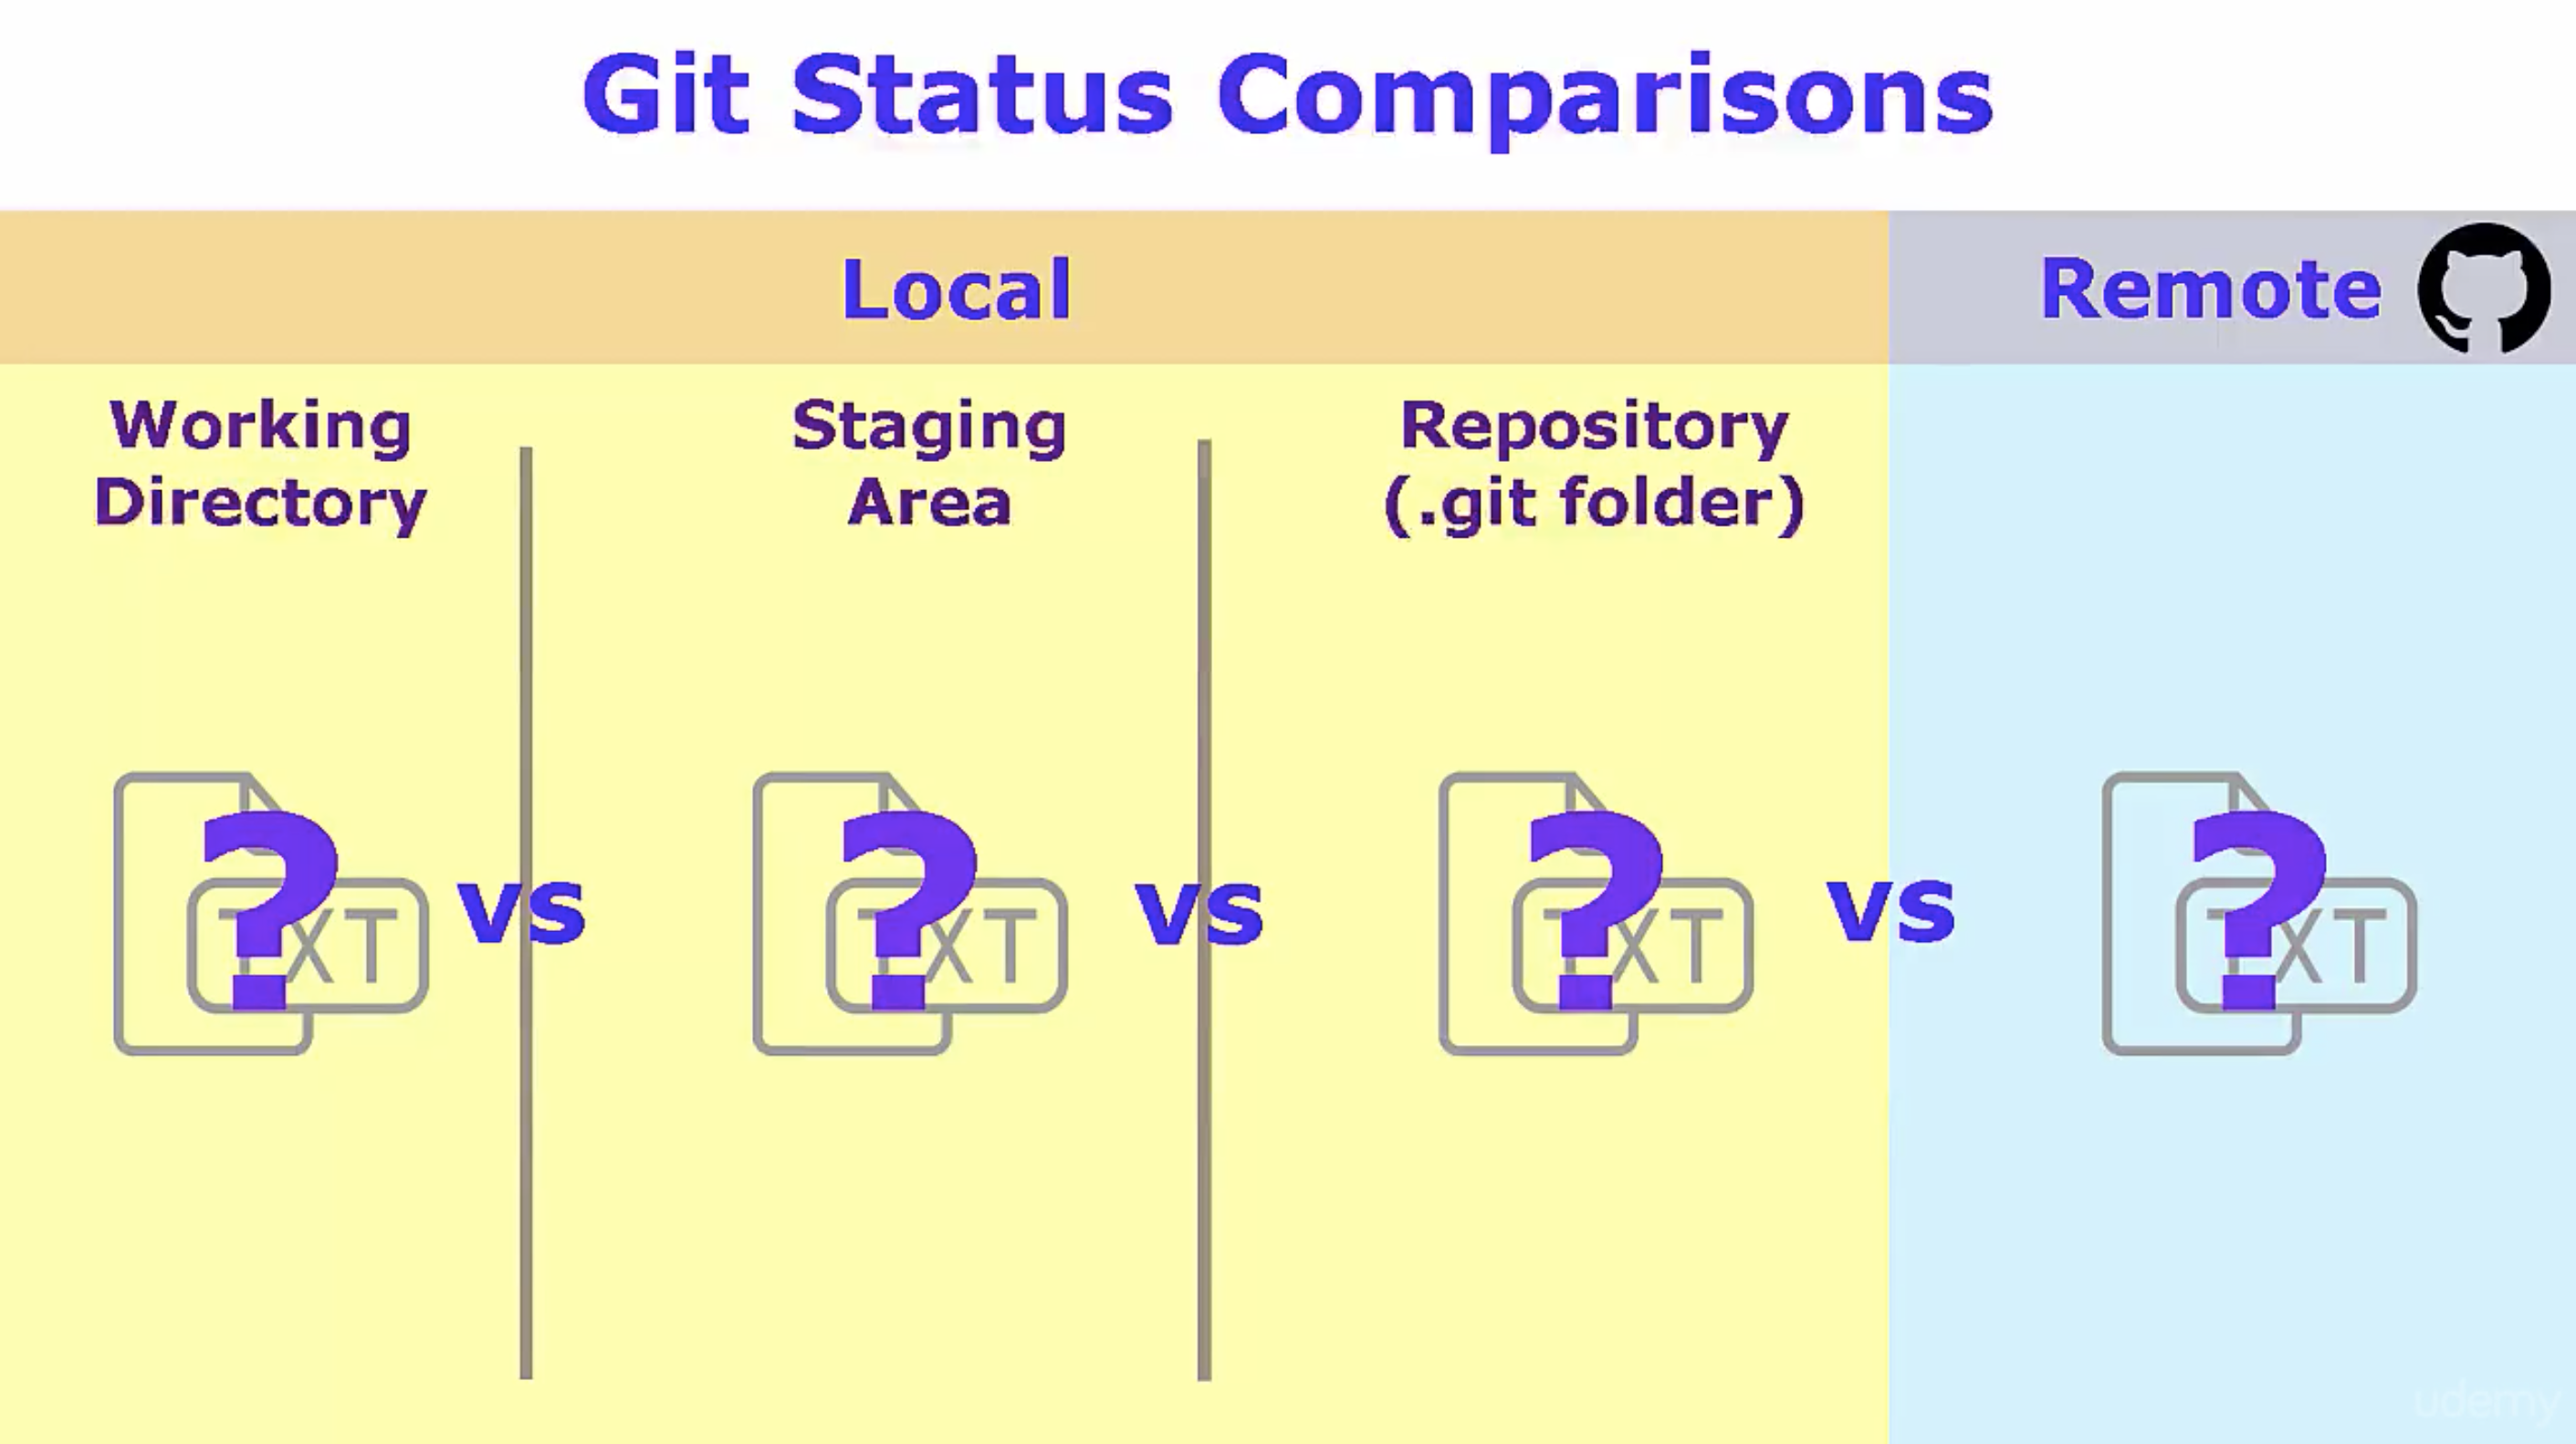 Git Status Comparisons
Local
Remote
Working
Directory
Staging
Area
Repository
(.git folder)
? TXT
vs
? TXT
vs
? TXT
vs
? TXT
udemy